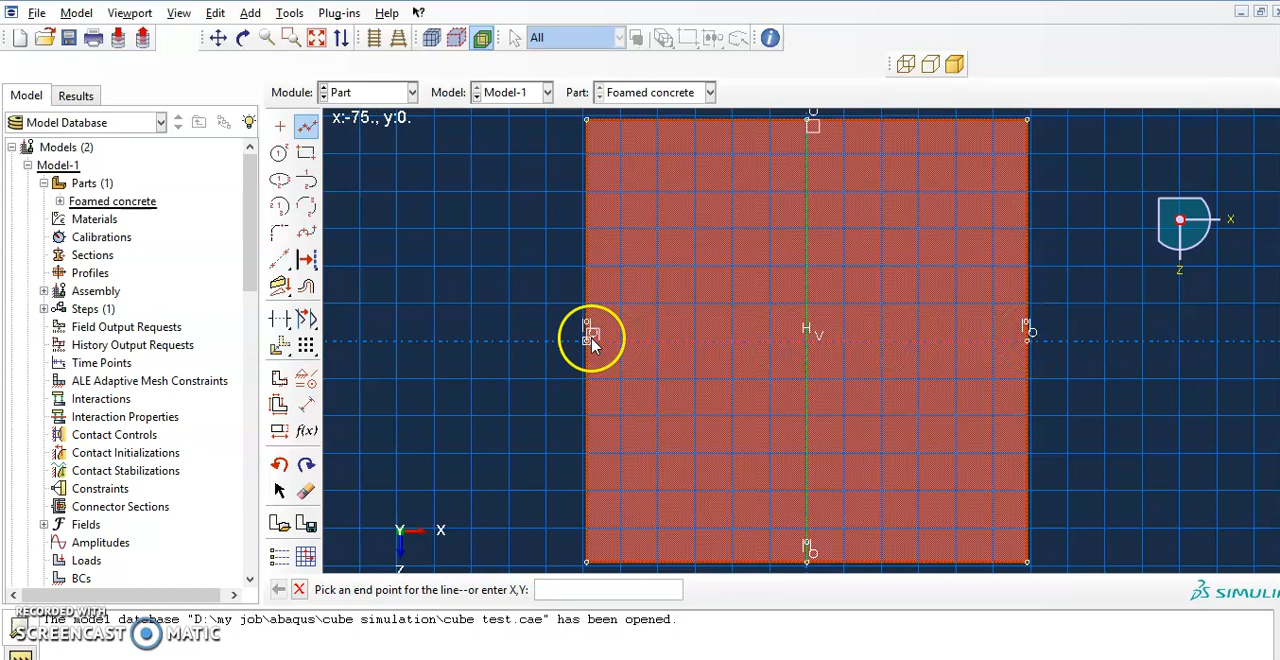 File Model Viewport View Edit Add Tools Plug-ins Help
All
Model Results
Module: Part Model: Model-1 Part: Foamed concrete
Model Database
x:-75., y:0.
Models (2)
Model-1
Parts (1)
Foamed concrete
Materials
Calibrations
Sections
Profiles
Assembly
Steps (1)
Field Output Requests
History Output Requests
Time Points
ALE Adaptive Mesh Constraints
Interactions
Interaction Properties
Contact Controls
Contact Initializations
Contact Stabilizations
Constraints
Connector Sections
Fields
Amplitudes
Loads
BCs
f(x)
H
V
X
Z
Y X
Z
Pick an end point for the line--or enter X,Y:
SIMULI
The model database "D:\my job\abaqus\cube simulation\cube test.cae" has been opened.
RECORDED WITH
SCREENCAST MATIC